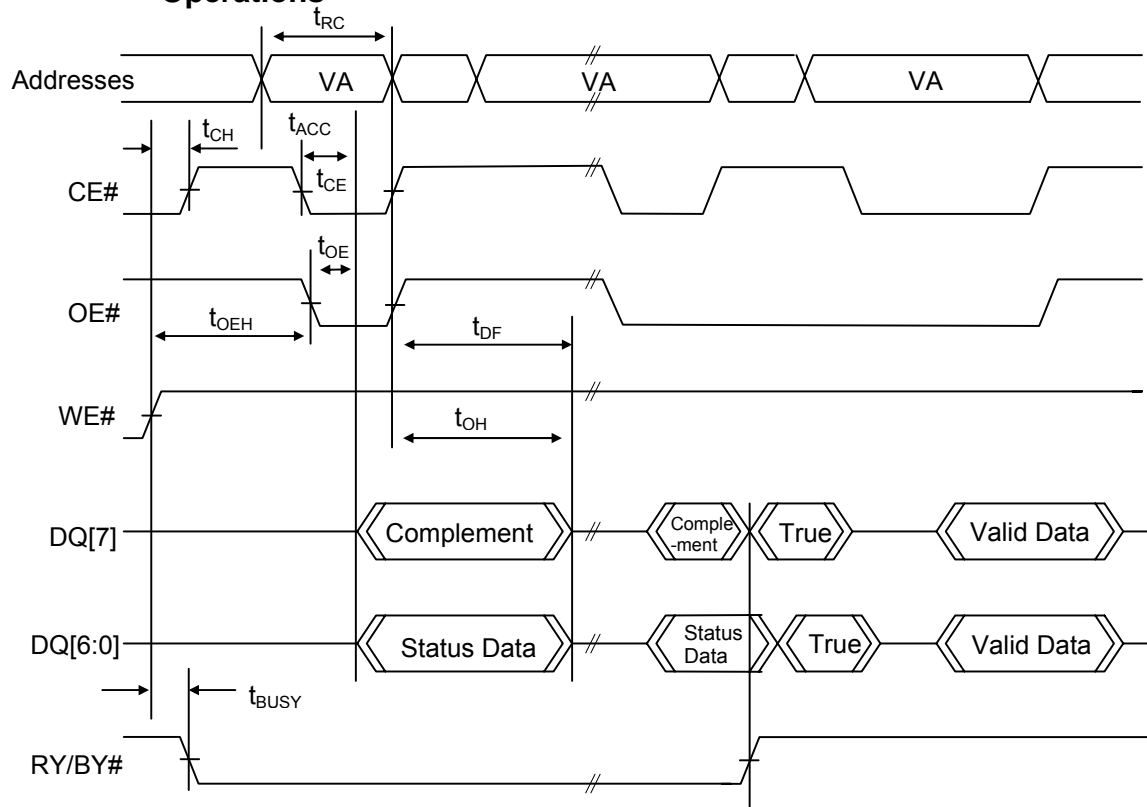 Operations
tRC
Addresses VA VA VA
tCH tACC
CE# tCE
tOE
OE# tOEH tDF
WE# tOH
DQ[7] Complement Comple True Valid Data
-ment
DQ[6:0] Status Data Status True Valid Data
Data
tBUSY
RY/BY#